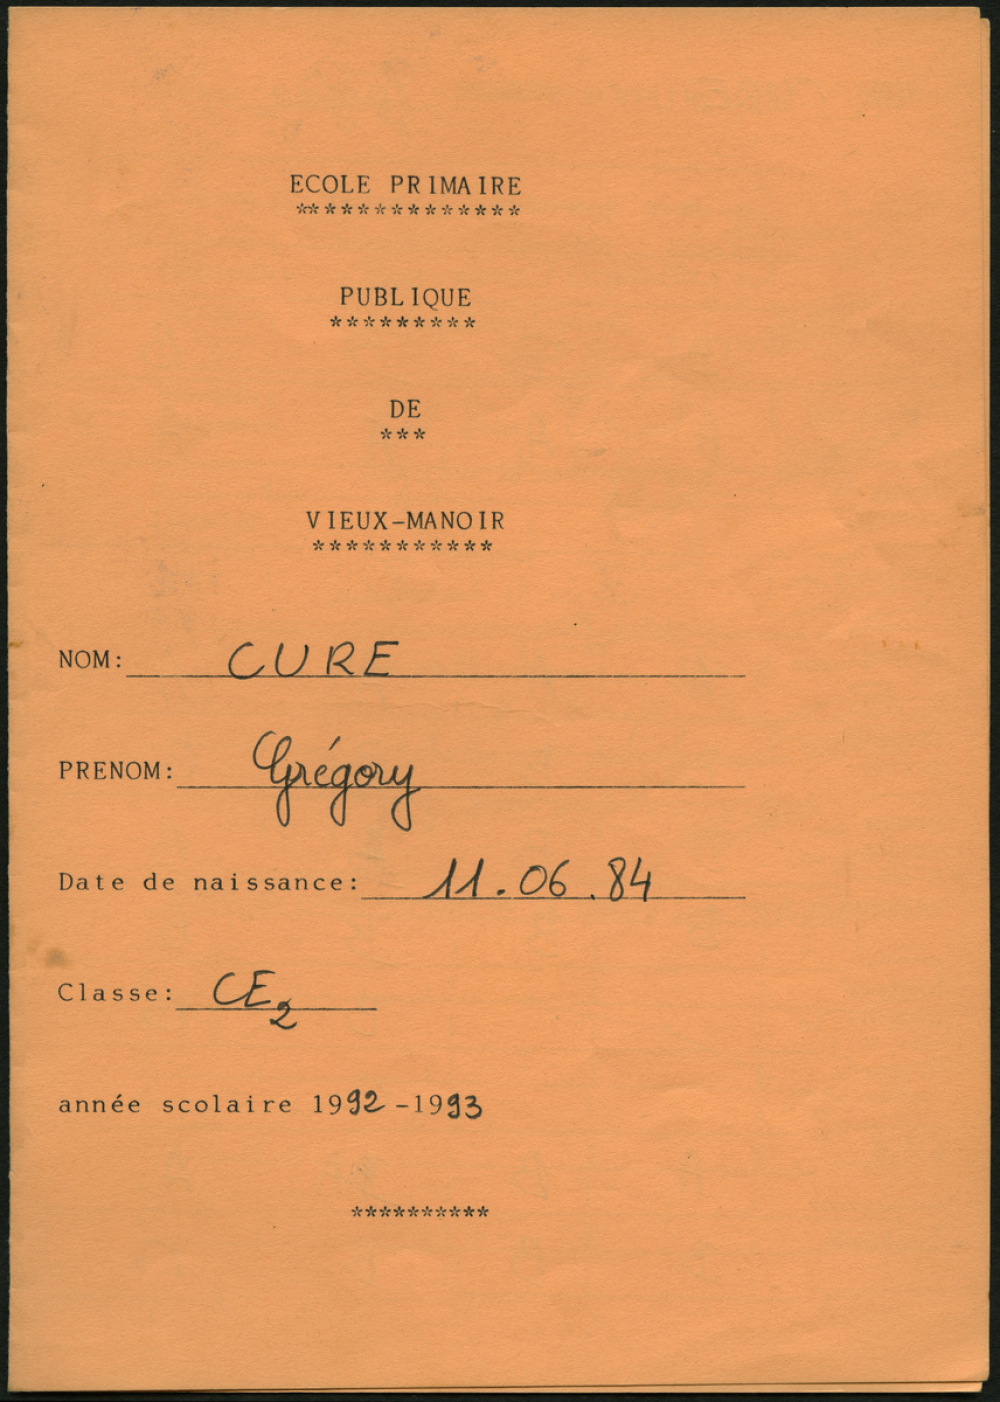 ECOLE PRIMAIRE
**************
PUBLIQUE
*********
DE
***
VIEUX-MANOIR
***********
NOM: CURE
PRENOM: Grégory
Date de naissance: 11.06.84
Classe: CE2
année scolaire 1992-1993
**********